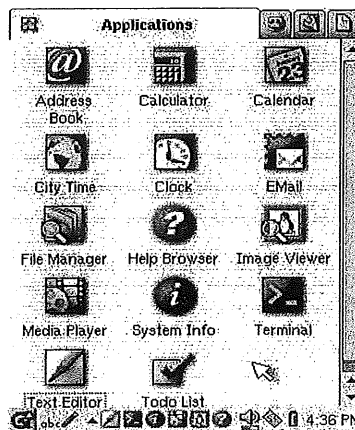 Applications
Address Book
Calculator
Calendar
City Time
Clock
EMail
File Manager
Help Browser
Image Viewer
Media Player
System Info
Terminal
Text Editor
Todo List
4:36 PM